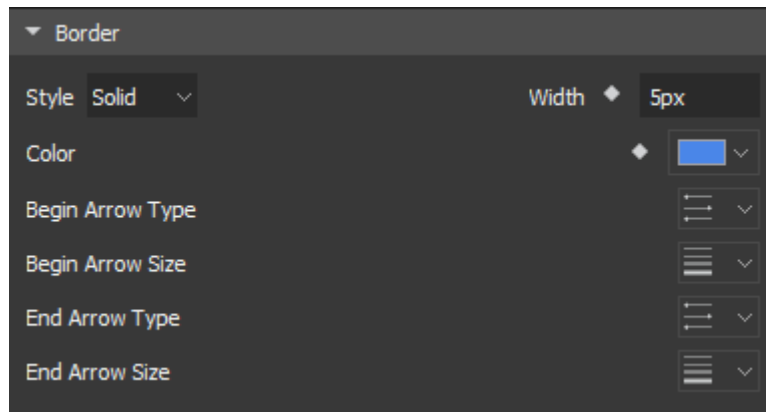 Border
Style Solid Width 5px
Color
Begin Arrow Type
Begin Arrow Size
End Arrow Type
End Arrow Size